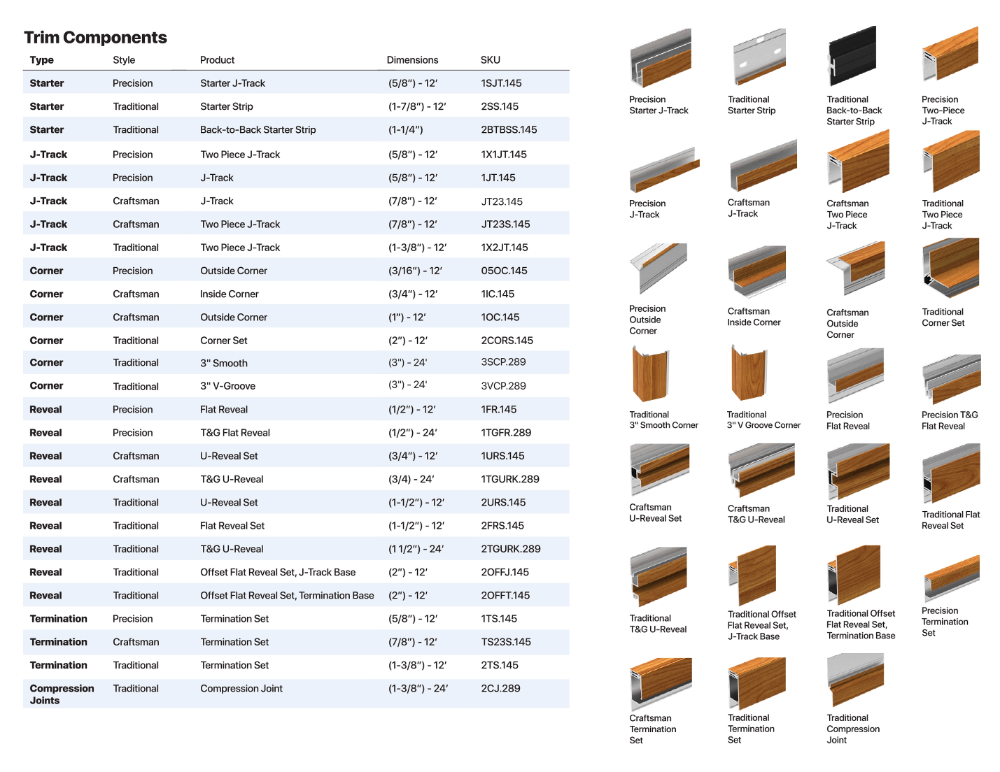 Trim Components
Type Style Product Dimensions SKU
Starter Precision Starter J-Track (5/8") - 12' 1SJT.145
Starter Traditional Starter Strip (1-7/8") - 12' 2SS.145
Starter Traditional Back-to-Back Starter Strip (1-1/4") 2BTBSS.145
J-Track Precision Two Piece J-Track (5/8") - 12' 1X1JT.145
J-Track Precision J-Track (5/8") - 12' 1JT.145
J-Track Craftsman J-Track (7/8") - 12' JT23.145
J-Track Craftsman Two Piece J-Track (7/8") - 12' JT23S.145
J-Track Traditional Two Piece J-Track (1-3/8") - 12' 1X2JT.145
Corner Precision Outside Corner (3/16") - 12' 05OC.145
Corner Craftsman Inside Corner (3/4") - 12' 1IC.145
Corner Craftsman Outside Corner (1") - 12' 1OC.145
Corner Traditional Corner Set (2") - 12' 2CORS.145
Corner Traditional 3" Smooth (3") - 24' 3SCP.289
Corner Traditional 3" V-Groove (3") - 24' 3VCP.289
Reveal Precision Flat Reveal (1/2") - 12' 1FR.145
Reveal Precision T&G Flat Reveal (1/2") - 24' 1TGFR.289
Reveal Craftsman U-Reveal Set (3/4") - 12' 1URS.145
Reveal Craftsman T&G U-Reveal (3/4) - 24' 1TGURK.289
Reveal Traditional U-Reveal Set (1-1/2") - 12' 2URS.145
Reveal Traditional Flat Reveal Set (1-1/2") - 12' 2FRS.145
Reveal Traditional T&G U-Reveal (1 1/2") - 24' 2TGURK.289
Reveal Traditional Offset Flat Reveal Set, J-Track Base (2") - 12' 2OFFJ.145
Reveal Traditional Offset Flat Reveal Set, Termination Base (2") - 12' 2OFFT.145
Termination Precision Termination Set (5/8") - 12' 1TS.145
Termination Craftsman Termination Set (7/8") - 12' TS23S.145
Termination Traditional Termination Set (1-3/8") - 12' 2TS.145
Compression Traditional Compression Joint (1-3/8") - 24' 2CJ.289
Joints
Precision
Starter J-Track
Traditional
Starter Strip
Traditional
Back-to-Back
Starter Strip
Precision
Two-Piece
J-Track
Precision
J-Track
Craftsman
J-Track
Craftsman
Two Piece
J-Track
Traditional
Two Piece
J-Track
Precision
Outside
Corner
Craftsman
Inside Corner
Craftsman
Outside
Corner
Traditional
Corner Set
Traditional
3" Smooth Corner
Traditional
3" V Groove Corner
Precision
Flat Reveal
Precision T&G
Flat Reveal
Craftsman
U-Reveal Set
Craftsman
T&G U-Reveal
Traditional
U-Reveal Set
Traditional Flat
Reveal Set
Traditional
T&G U-Reveal
Traditional Offset
Flat Reveal Set,
J-Track Base
Traditional Offset
Flat Reveal Set,
Termination Base
Precision
Termination
Set
Craftsman
Termination
Set
Traditional
Termination
Set
Traditional
Compression
Joint